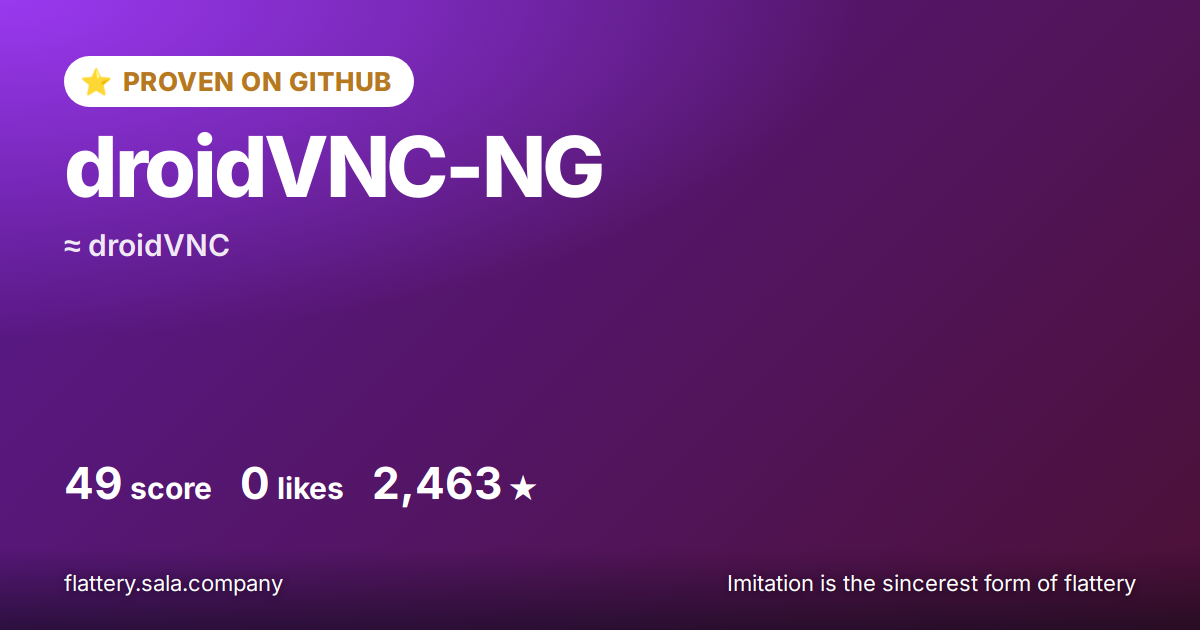 ⭐ PROVEN ON GITHUB
droidVNC-NG
≈ droidVNC
49 score 0 likes 2,463 ★
flattery.sala.company
Imitation is the sincerest form of flattery